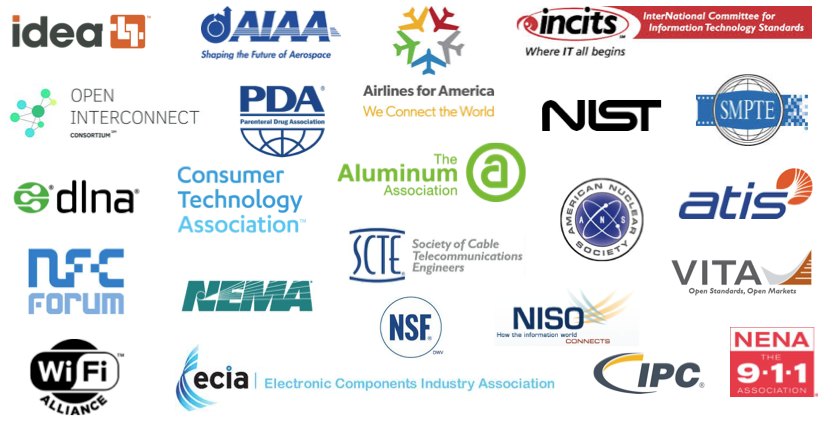 idea
AIAA
Shaping the Future of Aerospace
Airlines for America
We Connect the World
incits
InterNational Committee for
Information Technology Standards
Where IT all begins
OPEN
INTERCONNECT
CONSORTIUM℠
PDA®
Parenteral Drug Association
NIST
SMPTE
dlna®
Consumer
Technology
Association™
The
Aluminum
Association
a
AMERICAN NUCLEAR
SOCIETY
ANS
atis
NFC
FORUM
NEMA
SCTE
Society of Cable
Telecommunications
Engineers
VITA
Open Standards, Open Markets
NSF®
NISO
How the information world
CONNECTS
Wi Fi™
ALLIANCE
ecia
Electronic Components Industry Association
IPC®
NENA
THE
9·1·1
ASSOCIATION